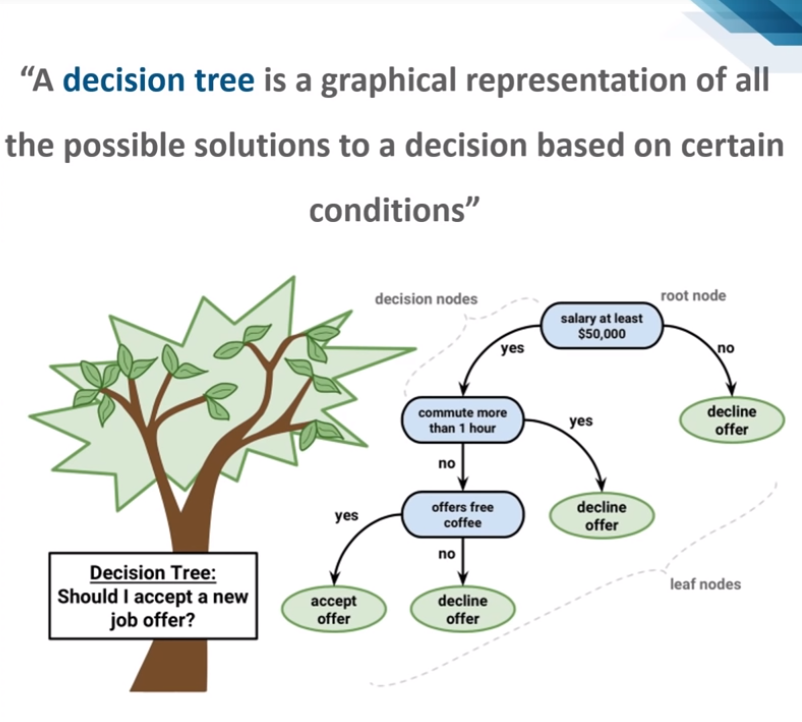 “A decision tree is a graphical representation of all
the possible solutions to a decision based on certain
conditions”
decision nodes
root node
salary at least
$50,000
yes
no
commute more
than 1 hour
yes
decline
offer
no
offers free
coffee
decline
offer
yes
no
leaf nodes
accept
offer
decline
offer
Decision Tree:
Should I accept a new
job offer?